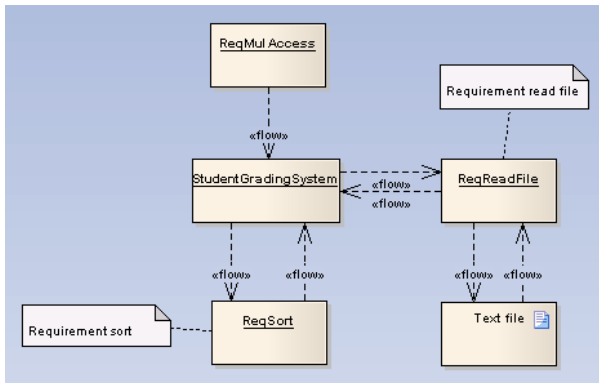 ReqMul Access
Requirement read file
«flow»
StudentGradingSystem
«flow»
«flow»
ReqReadFile
«flow»
«flow»
«flow»
«flow»
Requirement sort
ReqSort
Text file